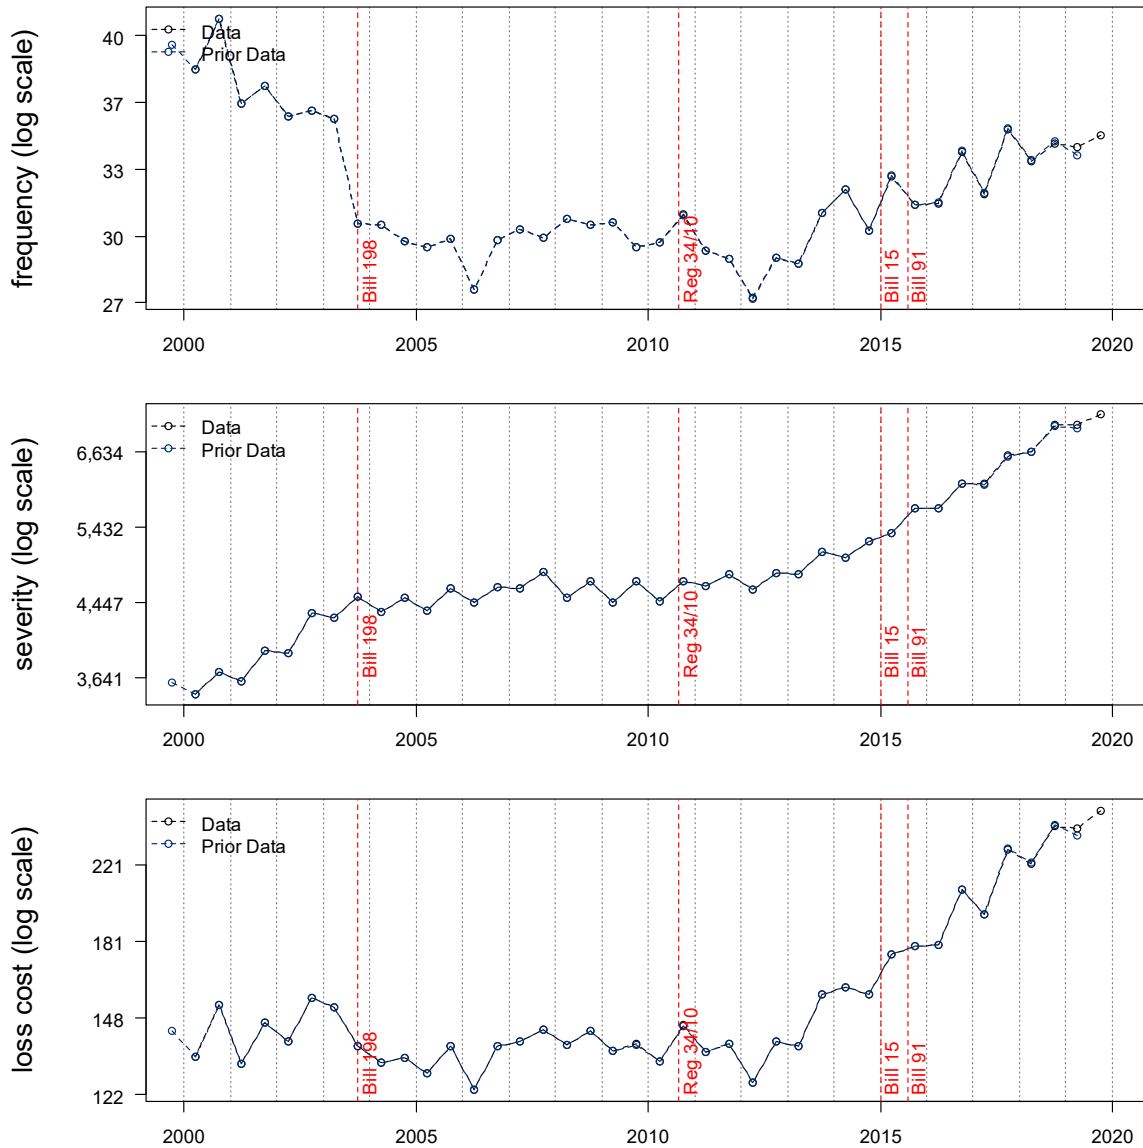 frequency (log scale)
40
37
33
30
27
Data
Prior Data
Bill 198
Reg 34/10
Bill 15
Bill 91
2000
2005
2010
2015
2020
severity (log scale)
6,634
5,432
4,447
3,641
Data
Prior Data
Bill 198
Reg 34/10
Bill 15
Bill 91
2000
2005
2010
2015
2020
loss cost (log scale)
221
181
148
122
Data
Prior Data
Bill 198
Reg 34/10
Bill 15
Bill 91
2000
2005
2010
2015
2020